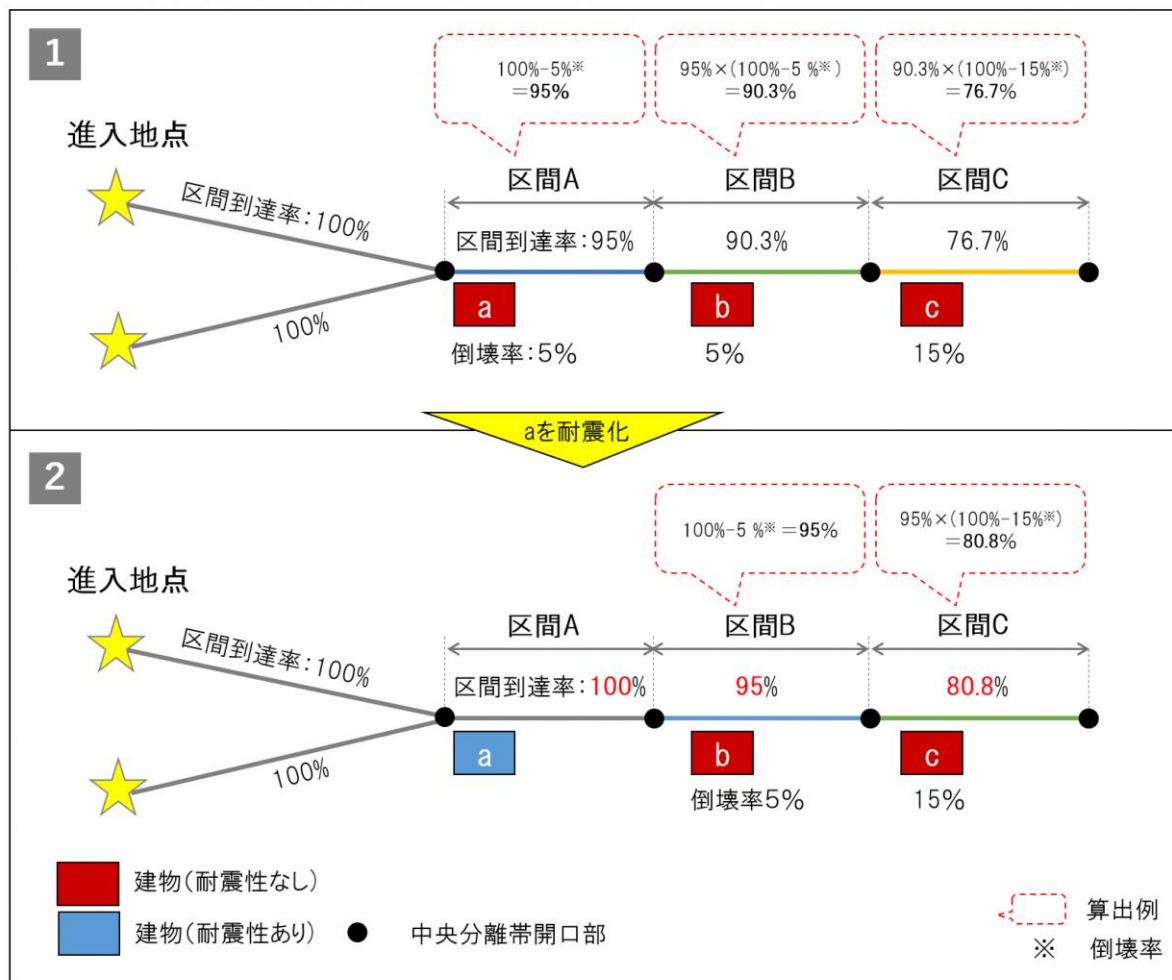 1
100%-5%※
=95%
95%×(100%-5 %※)
=90.3%
90.3%×(100%-15%※)
=76.7%
進入地点
区間A
区間B
区間C
区間到達率:100%
区間到達率:95%
90.3%
76.7%
100%
a
b
c
倒壊率:5%
5%
15%
aを耐震化
2
100%-5 %※ =95%
95%×(100%-15%※)
=80.8%
進入地点
区間A
区間B
区間C
区間到達率:100%
区間到達率:100%
95%
80.8%
100%
a
b
c
倒壊率5%
15%
建物(耐震性なし)
建物(耐震性あり)
中央分離帯開口部
算出例
※ 倒壊率